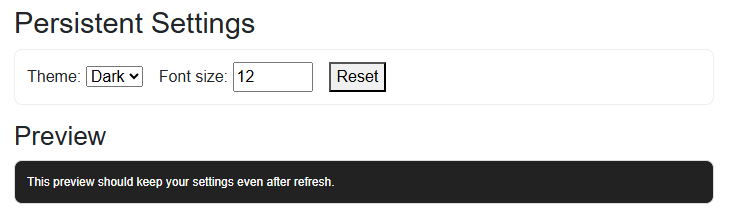 Persistent Settings
Theme: Dark Font size: 12 Reset
Preview
This preview should keep your settings even after refresh.